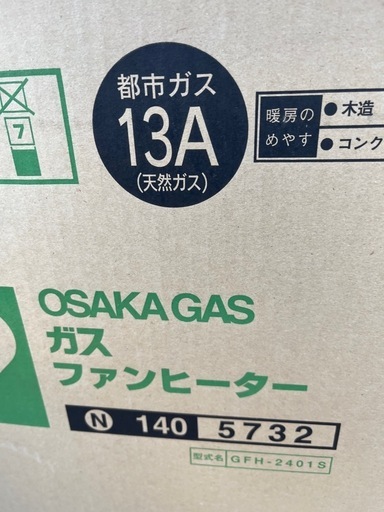 都市ガス
13A
(天然ガス)
暖房の
めやす
●木造
●コンク
7
OSAKA GAS
ガス
ファンヒーター
N 140 5732
型式名 GFH-2401S